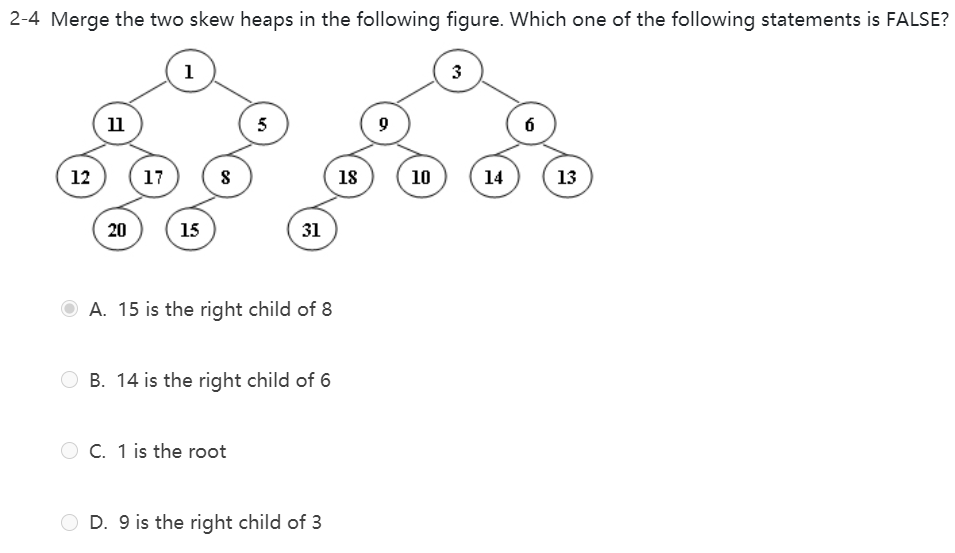 2-4 Merge the two skew heaps in the following figure. Which one of the following statements is FALSE?
1 3
11 5 9 6
12 17 8 18 10 14 13
20 15 31
A. 15 is the right child of 8
B. 14 is the right child of 6
C. 1 is the root
D. 9 is the right child of 3